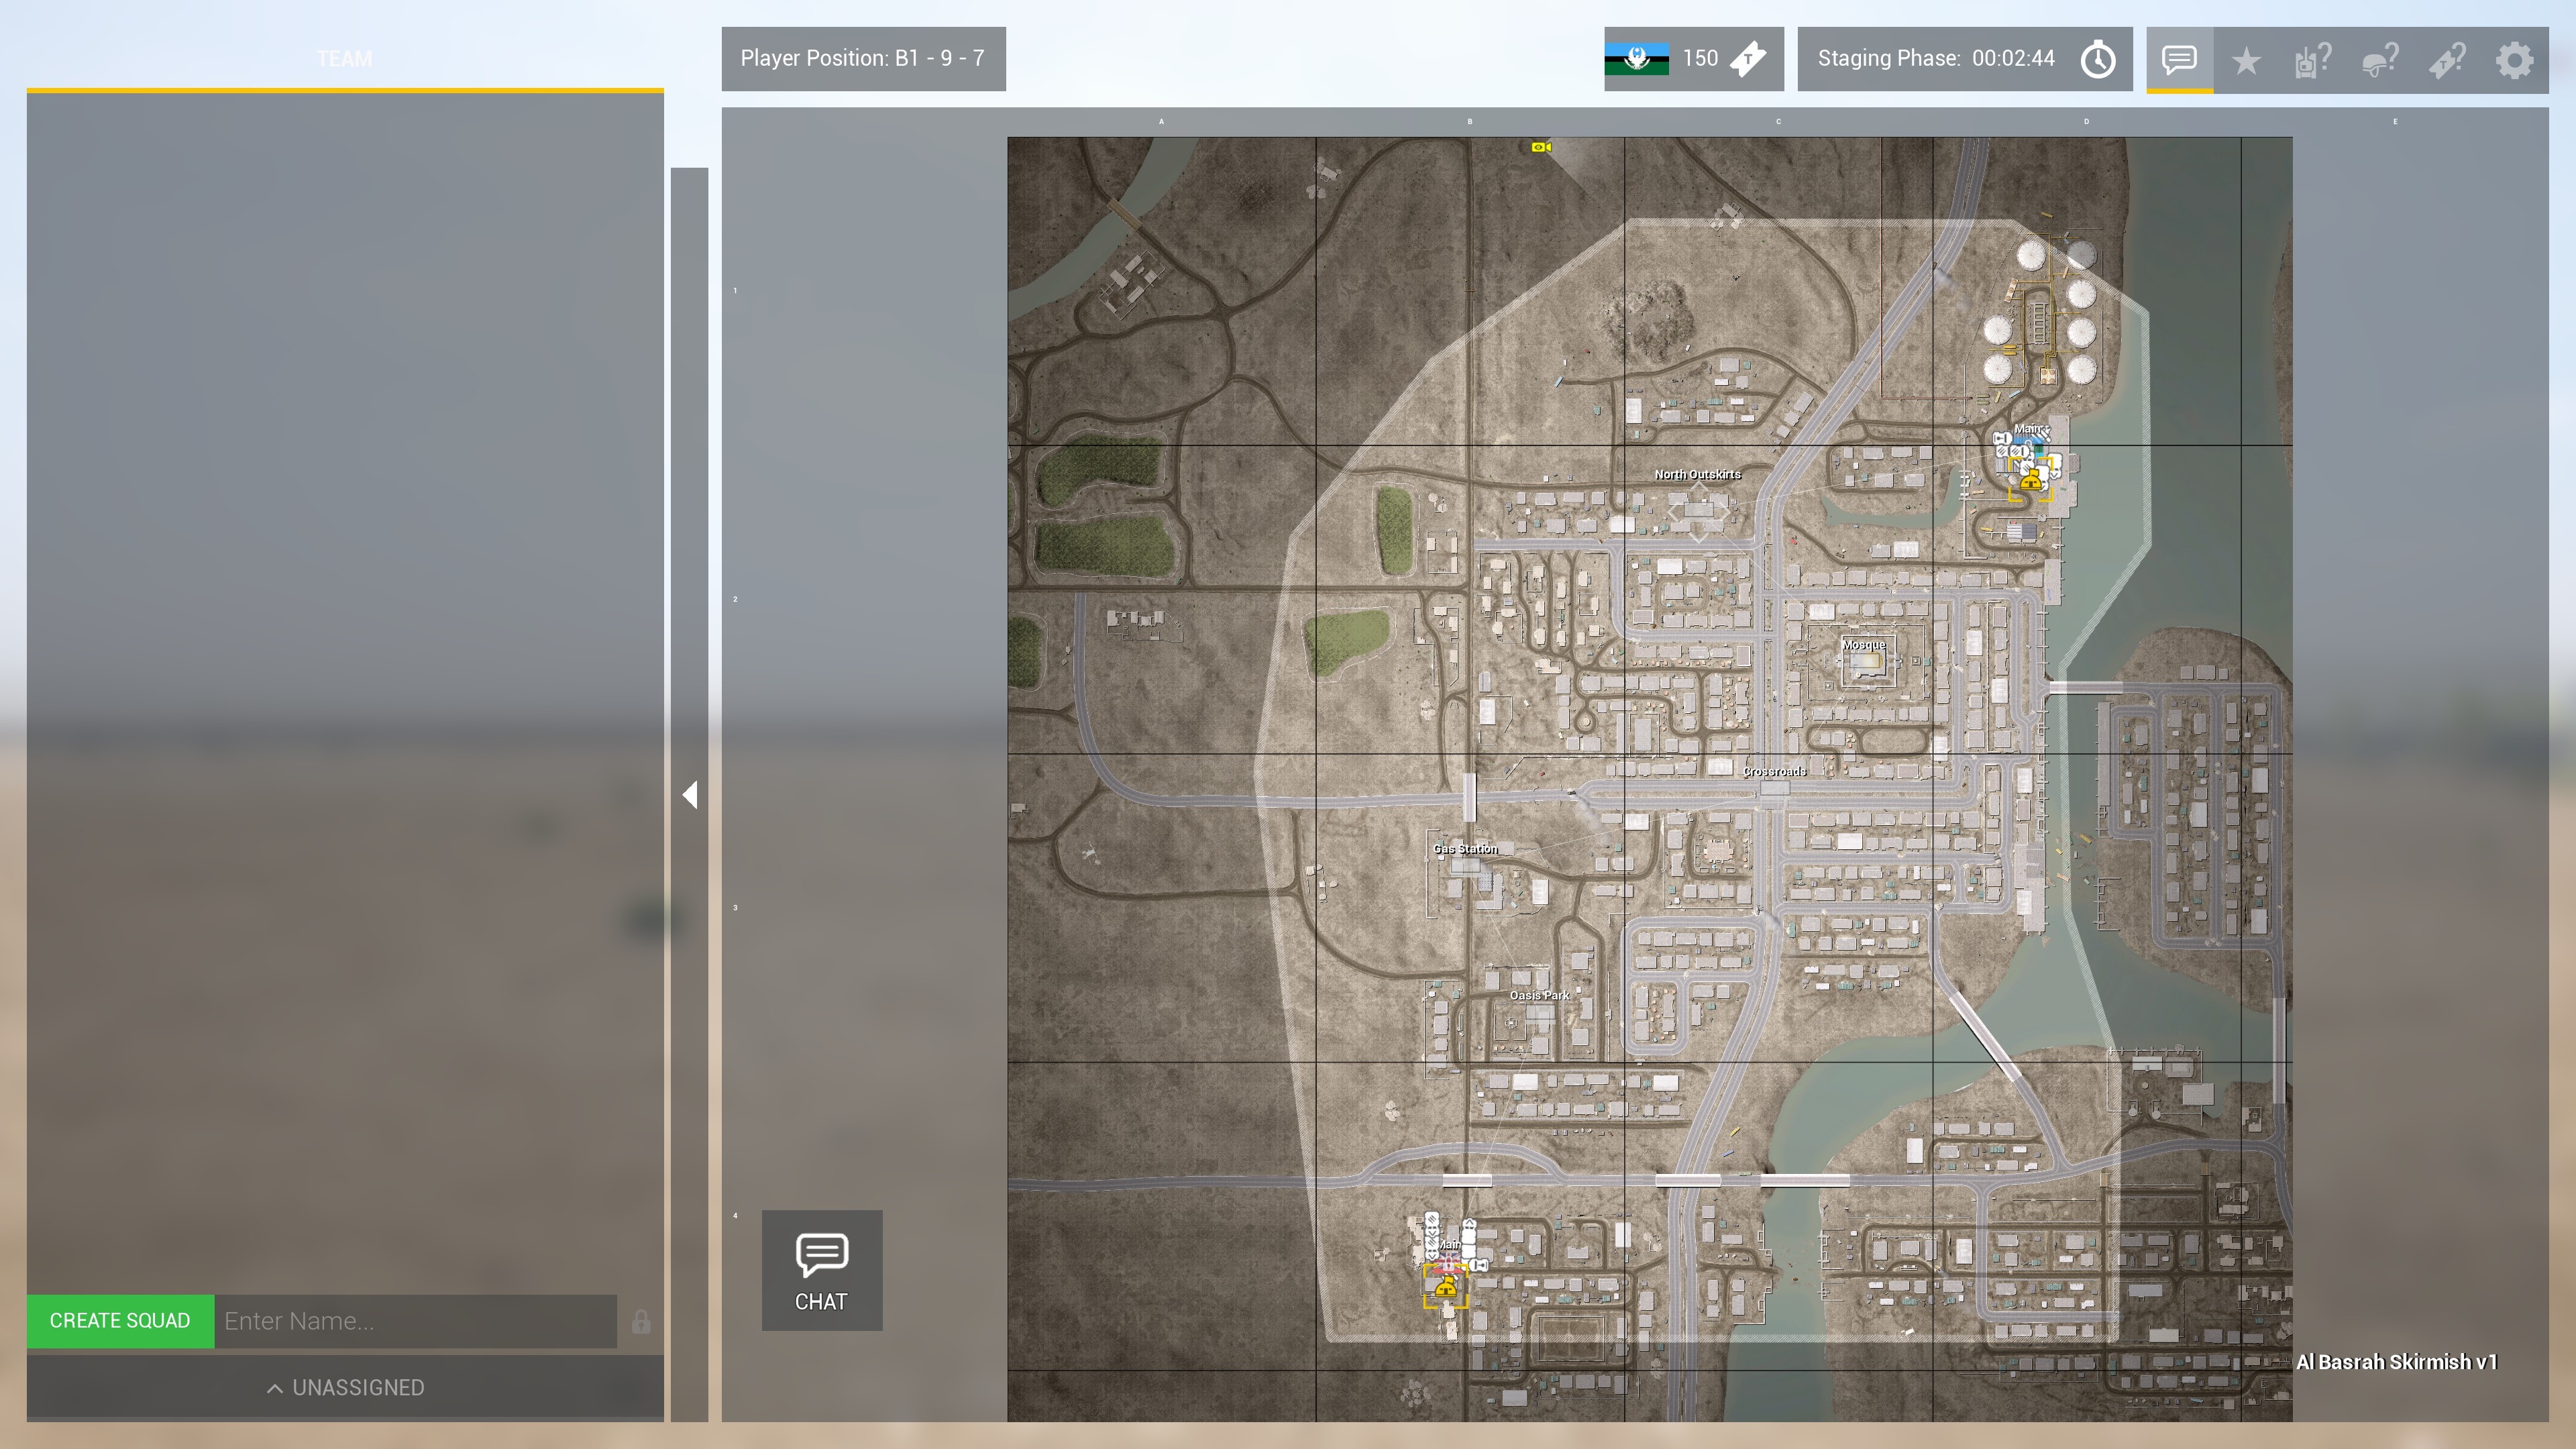 TEAM
Player Position: B1 - 9 - 7
150
T
Staging Phase: 00:02:44
?
?
T ?
A
B
C
D
E
1
Main
North Outskirts
2
Mosque
Crossroads
Gas Station
3
Oasis Park
4
Main
CHAT
CREATE SQUAD
Enter Name...
Al Basrah Skirmish v1
UNASSIGNED